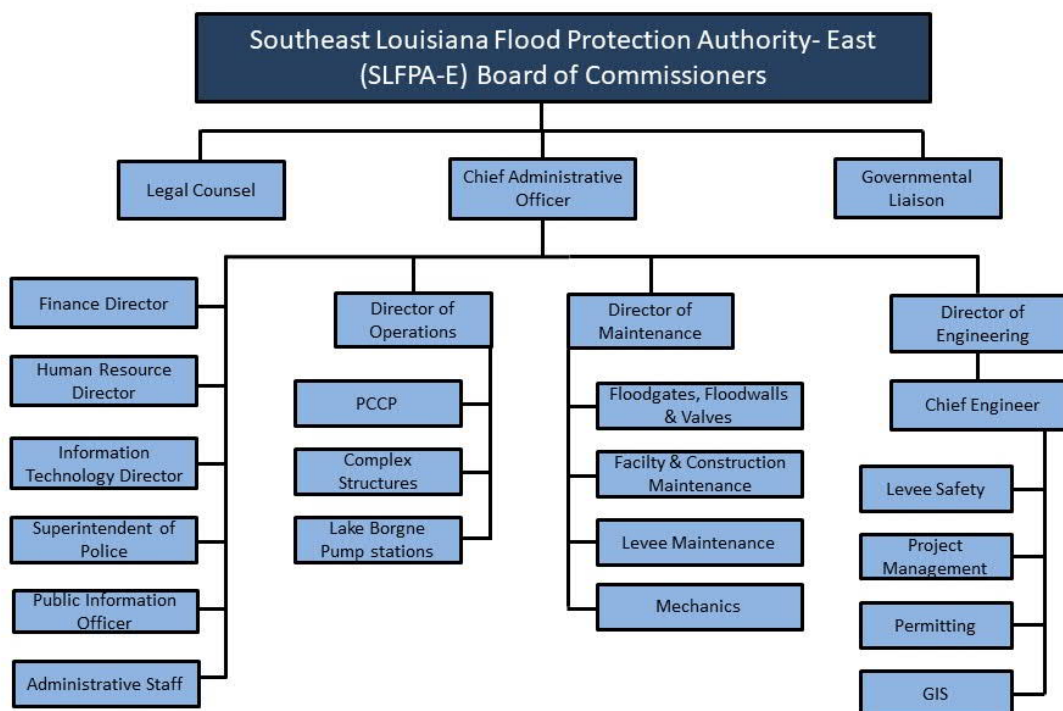 Southeast Louisiana Flood Protection Authority- East
(SLFPA-E) Board of Commissioners
Legal Counsel
Chief Administrative
Officer
Governmental
Liaison
Finance Director
Human Resource
Director
Information
Technology Director
Superintendent of
Police
Public Information
Officer
Administrative Staff
Director of
Operations
PCCP
Complex
Structures
Lake Borgne
Pump stations
Director of
Maintenance
Floodgates, Floodwalls
& Valves
Facilty & Construction
Maintenance
Levee Maintenance
Mechanics
Director of
Engineering
Chief Engineer
Levee Safety
Project
Management
Permitting
GIS